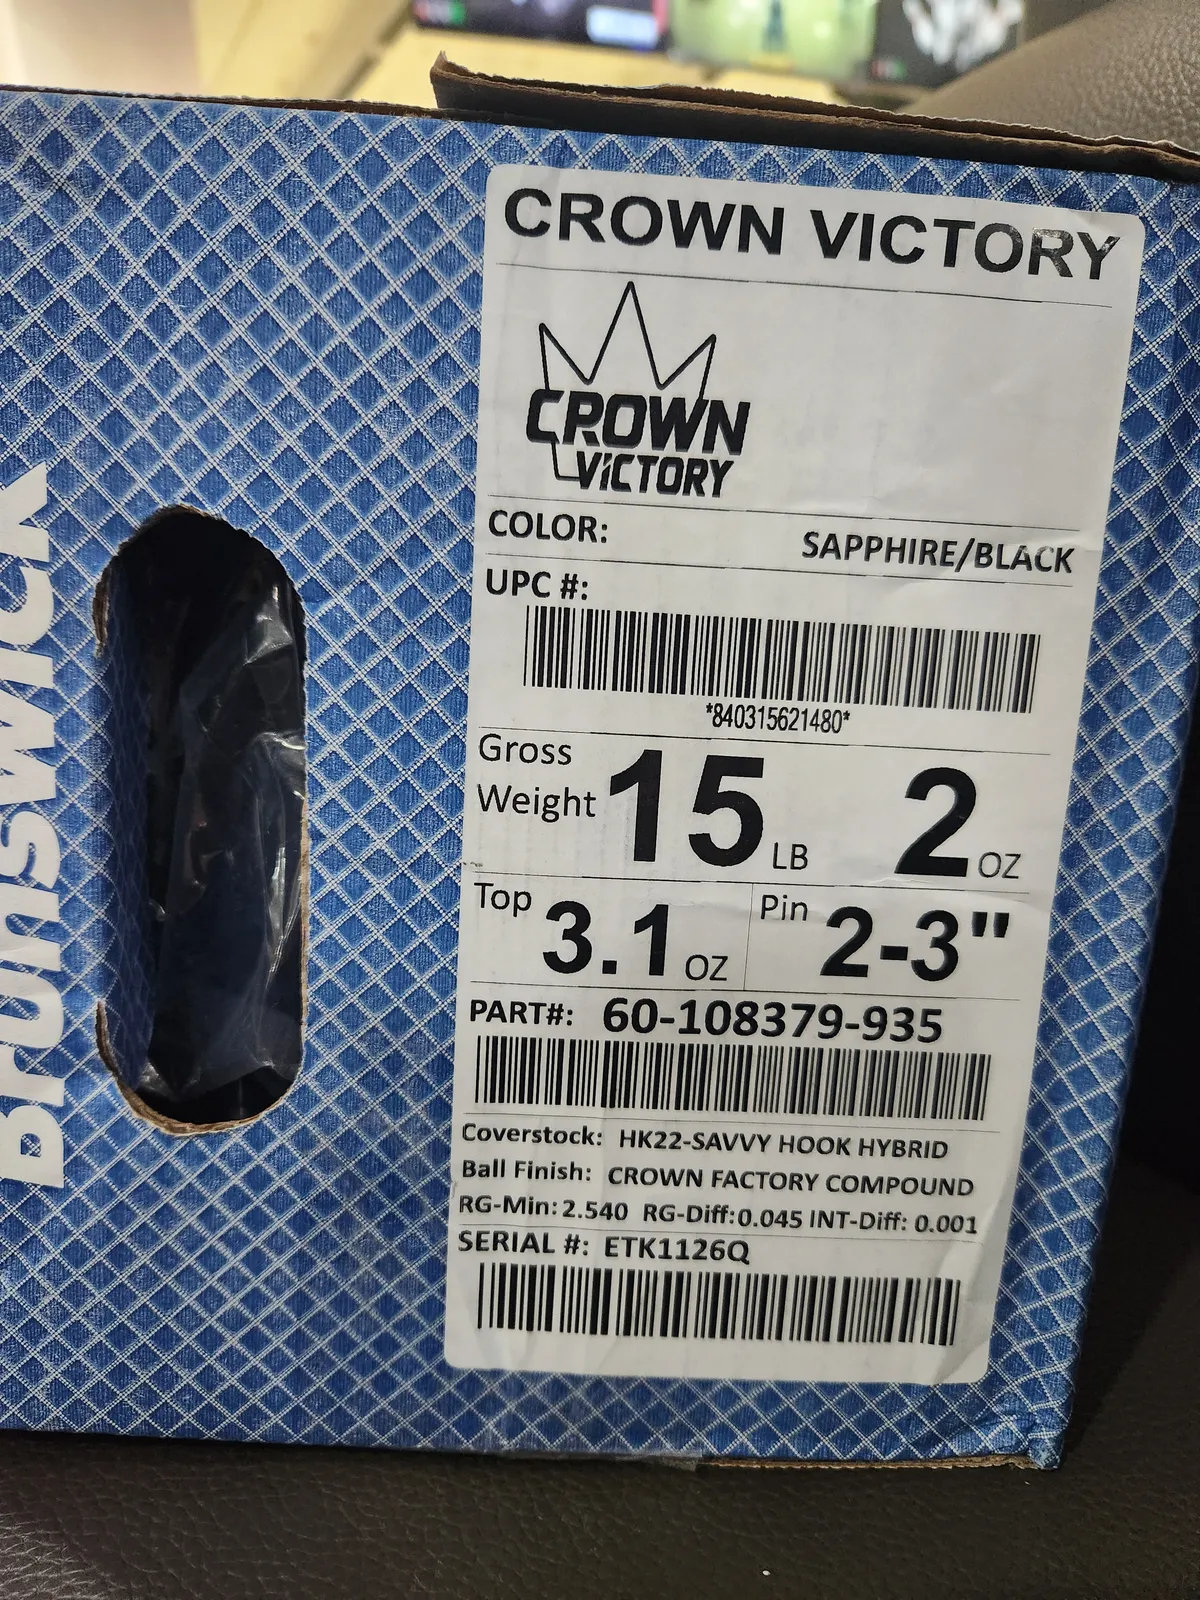 Brunswick
CROWN VICTORY
CROWN
VICTORY
COLOR: SAPPHIRE/BLACK
UPC #:
*840315621480*
Gross Weight 15 LB 2 OZ
Top 3.1 OZ Pin 2-3"
PART#: 60-108379-935
Coverstock: HK22-SAVVY HOOK HYBRID
Ball Finish: CROWN FACTORY COMPOUND
RG-Min: 2.540 RG-Diff: 0.045 INT-Diff: 0.001
SERIAL #: ETK1126Q